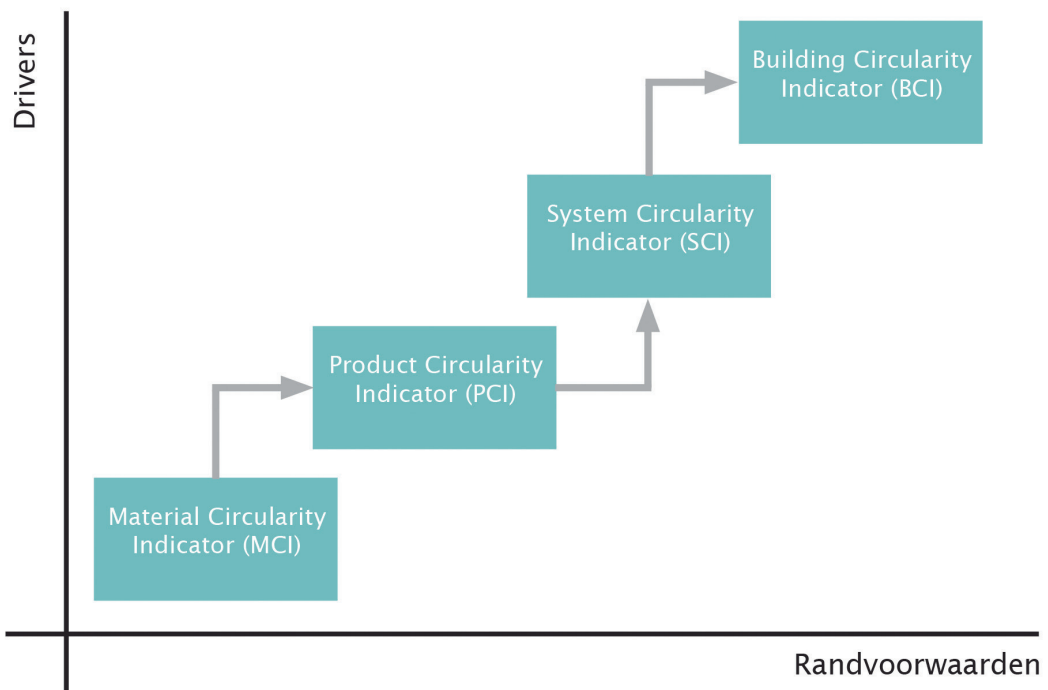 Drivers
Building Circularity
Indicator (BCI)
System Circularity
Indicator (SCI)
Product Circularity
Indicator (PCI)
Material Circularity
Indicator (MCI)
Randvoorwaarden